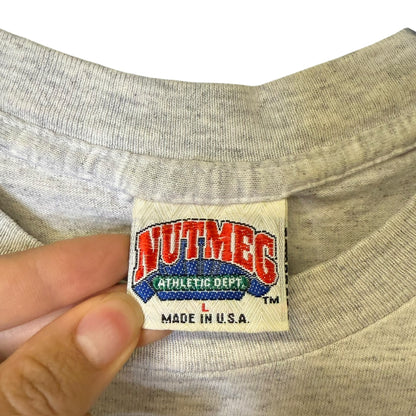 NUTMEG
ATHLETIC DEPT.
TM
L
MADE IN U.S.A.